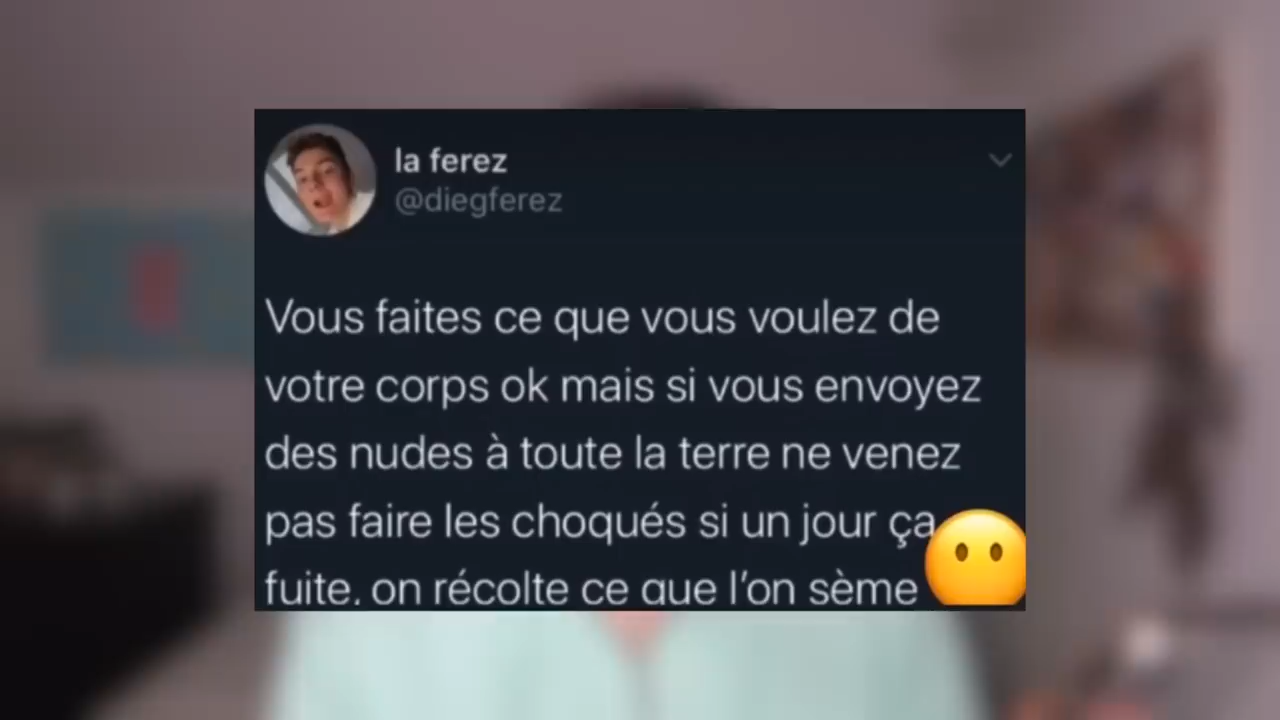 la ferez
@diegferez
Vous faites ce que vous voulez de
votre corps ok mais si vous envoyez
des nudes à toute la terre ne venez
pas faire les choqués si un jour ça
fuite, on récolte ce que l’on sème